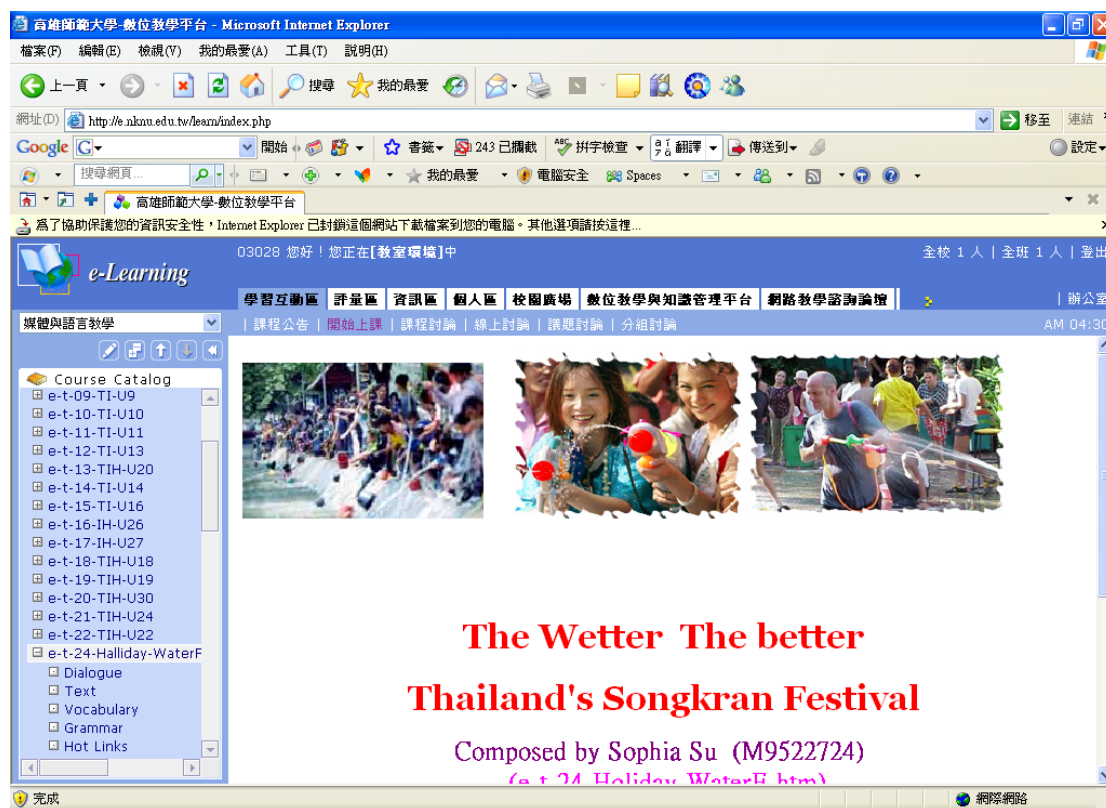 高雄師範大學-數位教學平台 - Microsoft Internet Explorer
檔案(F) 編輯(E) 檢視(V) 我的最愛(A) 工具(T) 說明(H)
上一頁 搜尋 我的最愛
網址(D) http://e.nknu.edu.tw/learn/index.php 移至 連結
Google G 開始 書籤 243 已攔截 ABC 拼字檢查 翻譯 傳送到 設定
搜尋網頁... 我的最愛 電腦安全 Spaces
高雄師範大學-數位教學平台
為了協助保護您的資訊安全性，Internet Explorer 已封鎖這個網站下載檔案到您的電腦。其他選項請按這裡...
e-Learning
03028 您好！您正在[教室環境]中
全校 1 人 | 全班 1 人 | 登出
學習互動區 評量區 資訊區 個人區 校園廣場 數位教學與知識管理平台 網路教學諮詢論壇 | 辦公室
媒體與語言教學
| 課程公告 | 開始上課 | 課程討論 | 線上討論 | 議題討論 | 分組討論
AM 04:30
Course Catalog
e-t-09-TI-U9
e-t-10-TI-U10
e-t-11-TI-U11
e-t-12-TI-U13
e-t-13-TIH-U20
e-t-14-TI-U14
e-t-15-TI-U16
e-t-16-IH-U26
e-t-17-IH-U27
e-t-18-TIH-U18
e-t-19-TIH-U19
e-t-20-TIH-U30
e-t-21-TIH-U24
e-t-22-TIH-U22
e-t-24-Halliday-WaterF
Dialogue
Text
Vocabulary
Grammar
Hot Links
The Wetter The better
Thailand's Songkran Festival
Composed by Sophia Su (M9522724)
(e-t-24-Holiday-WaterF.htm)
完成
網際網路